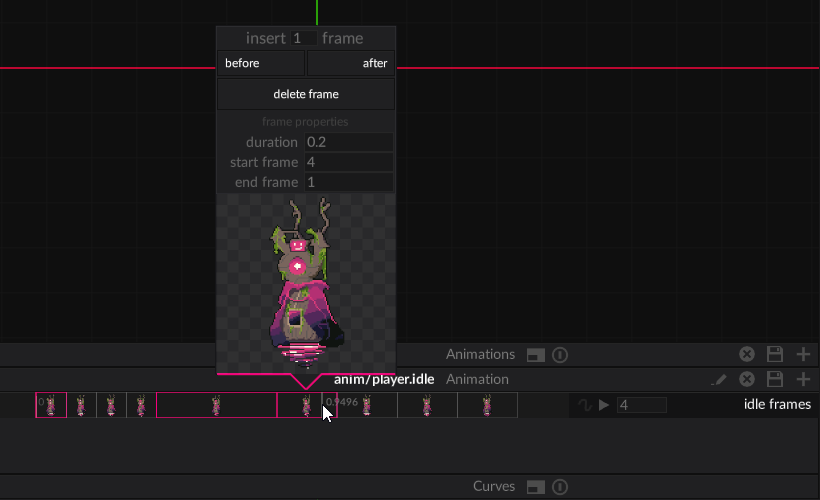 insert 1 frame
before after
delete frame
frame properties
duration 0.2
start frame 4
end frame 1
Animations
anim/player.idle Animation
0.9496 4 idle frames
Curves